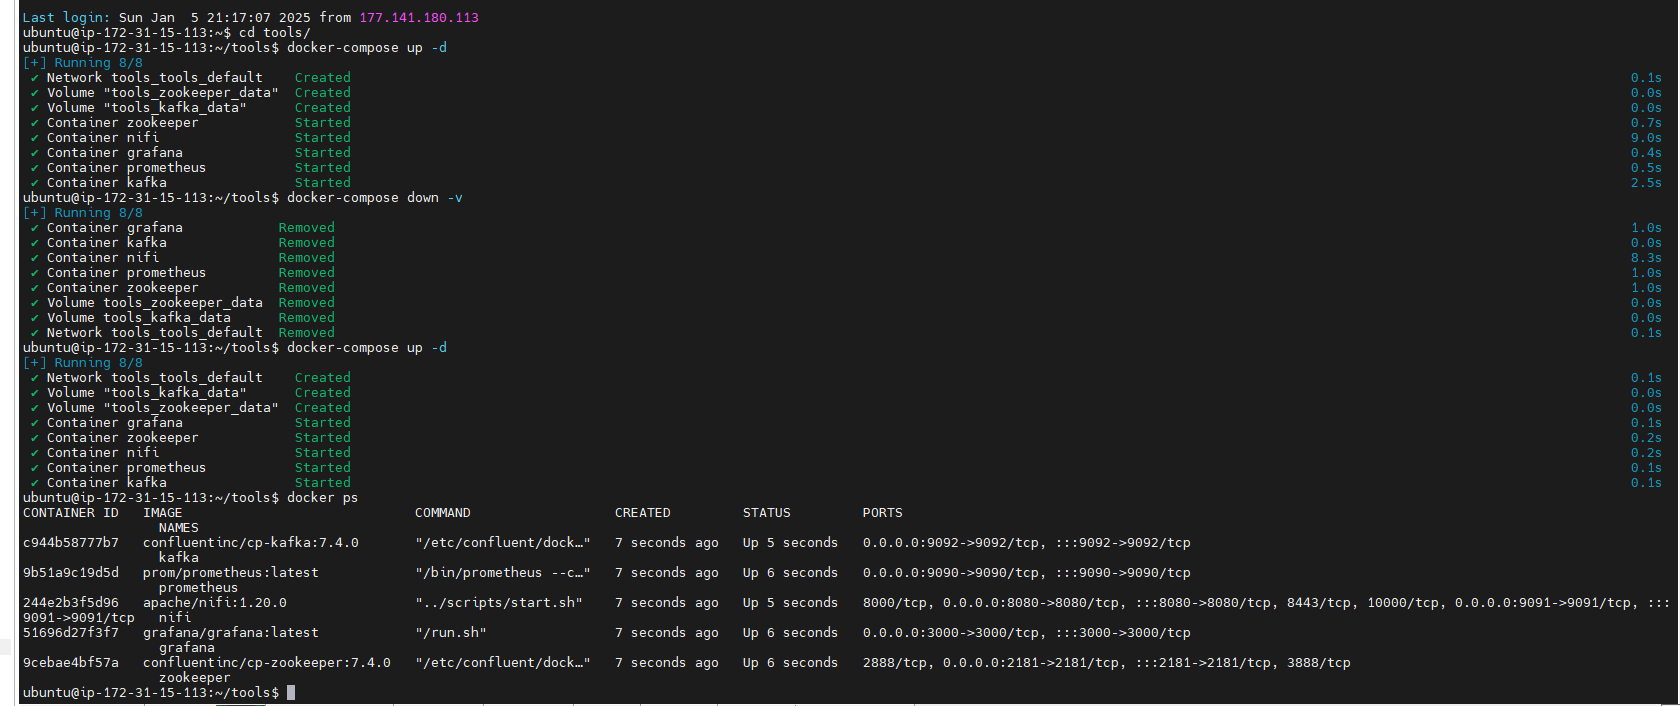 Last login: Sun Jan  5 21:17:07 2025 from 177.141.180.113
ubuntu@ip-172-31-15-113:~$ cd tools/
ubuntu@ip-172-31-15-113:~/tools$ docker-compose up -d
[+] Running 8/8
✔ Network tools_tools_default    Created    0.1s
✔ Volume "tools_zookeeper_data"  Created    0.0s
✔ Volume "tools_kafka_data"      Created    0.0s
✔ Container zookeeper            Started    0.7s
✔ Container nifi                 Started    9.0s
✔ Container grafana              Started    0.4s
✔ Container prometheus           Started    0.5s
✔ Container kafka                Started    2.5s
ubuntu@ip-172-31-15-113:~/tools$ docker-compose down -v
[+] Running 8/8
✔ Container grafana            Removed    1.0s
✔ Container kafka              Removed    0.0s
✔ Container nifi               Removed    8.3s
✔ Container prometheus         Removed    1.0s
✔ Container zookeeper          Removed    1.0s
✔ Volume tools_zookeeper_data  Removed    0.0s
✔ Volume tools_kafka_data      Removed    0.0s
✔ Network tools_tools_default  Removed    0.1s
ubuntu@ip-172-31-15-113:~/tools$ docker-compose up -d
[+] Running 8/8
✔ Network tools_tools_default    Created    0.1s
✔ Volume "tools_kafka_data"      Created    0.0s
✔ Volume "tools_zookeeper_data"  Created    0.0s
✔ Container grafana              Started    0.1s
✔ Container zookeeper            Started    0.2s
✔ Container nifi                 Started    0.2s
✔ Container prometheus           Started    0.1s
✔ Container kafka                Started    0.1s
ubuntu@ip-172-31-15-113:~/tools$ docker ps
CONTAINER ID   IMAGE                             COMMAND                  CREATED         STATUS         PORTS
NAMES
c944b58777b7   confluentinc/cp-kafka:7.4.0       "/etc/confluent/dock…"   7 seconds ago   Up 5 seconds   0.0.0.0:9092->9092/tcp, :::9092->9092/tcp
kafka
9b51a9c19d5d   prom/prometheus:latest            "/bin/prometheus --c…"   7 seconds ago   Up 6 seconds   0.0.0.0:9090->9090/tcp, :::9090->9090/tcp
prometheus
244e2b3f5d96   apache/nifi:1.20.0                "../scripts/start.sh"    7 seconds ago   Up 5 seconds   8000/tcp, 0.0.0.0:8080->8080/tcp, :::8080->8080/tcp, 8443/tcp, 10000/tcp, 0.0.0.0:9091->9091/tcp, :::
9091->9091/tcp   nifi
51696d27f3f7   grafana/grafana:latest            "/run.sh"                7 seconds ago   Up 6 seconds   0.0.0.0:3000->3000/tcp, :::3000->3000/tcp
grafana
9cebae4bf57a   confluentinc/cp-zookeeper:7.4.0   "/etc/confluent/dock…"   7 seconds ago   Up 6 seconds   2888/tcp, 0.0.0.0:2181->2181/tcp, :::2181->2181/tcp, 3888/tcp
zookeeper
ubuntu@ip-172-31-15-113:~/tools$